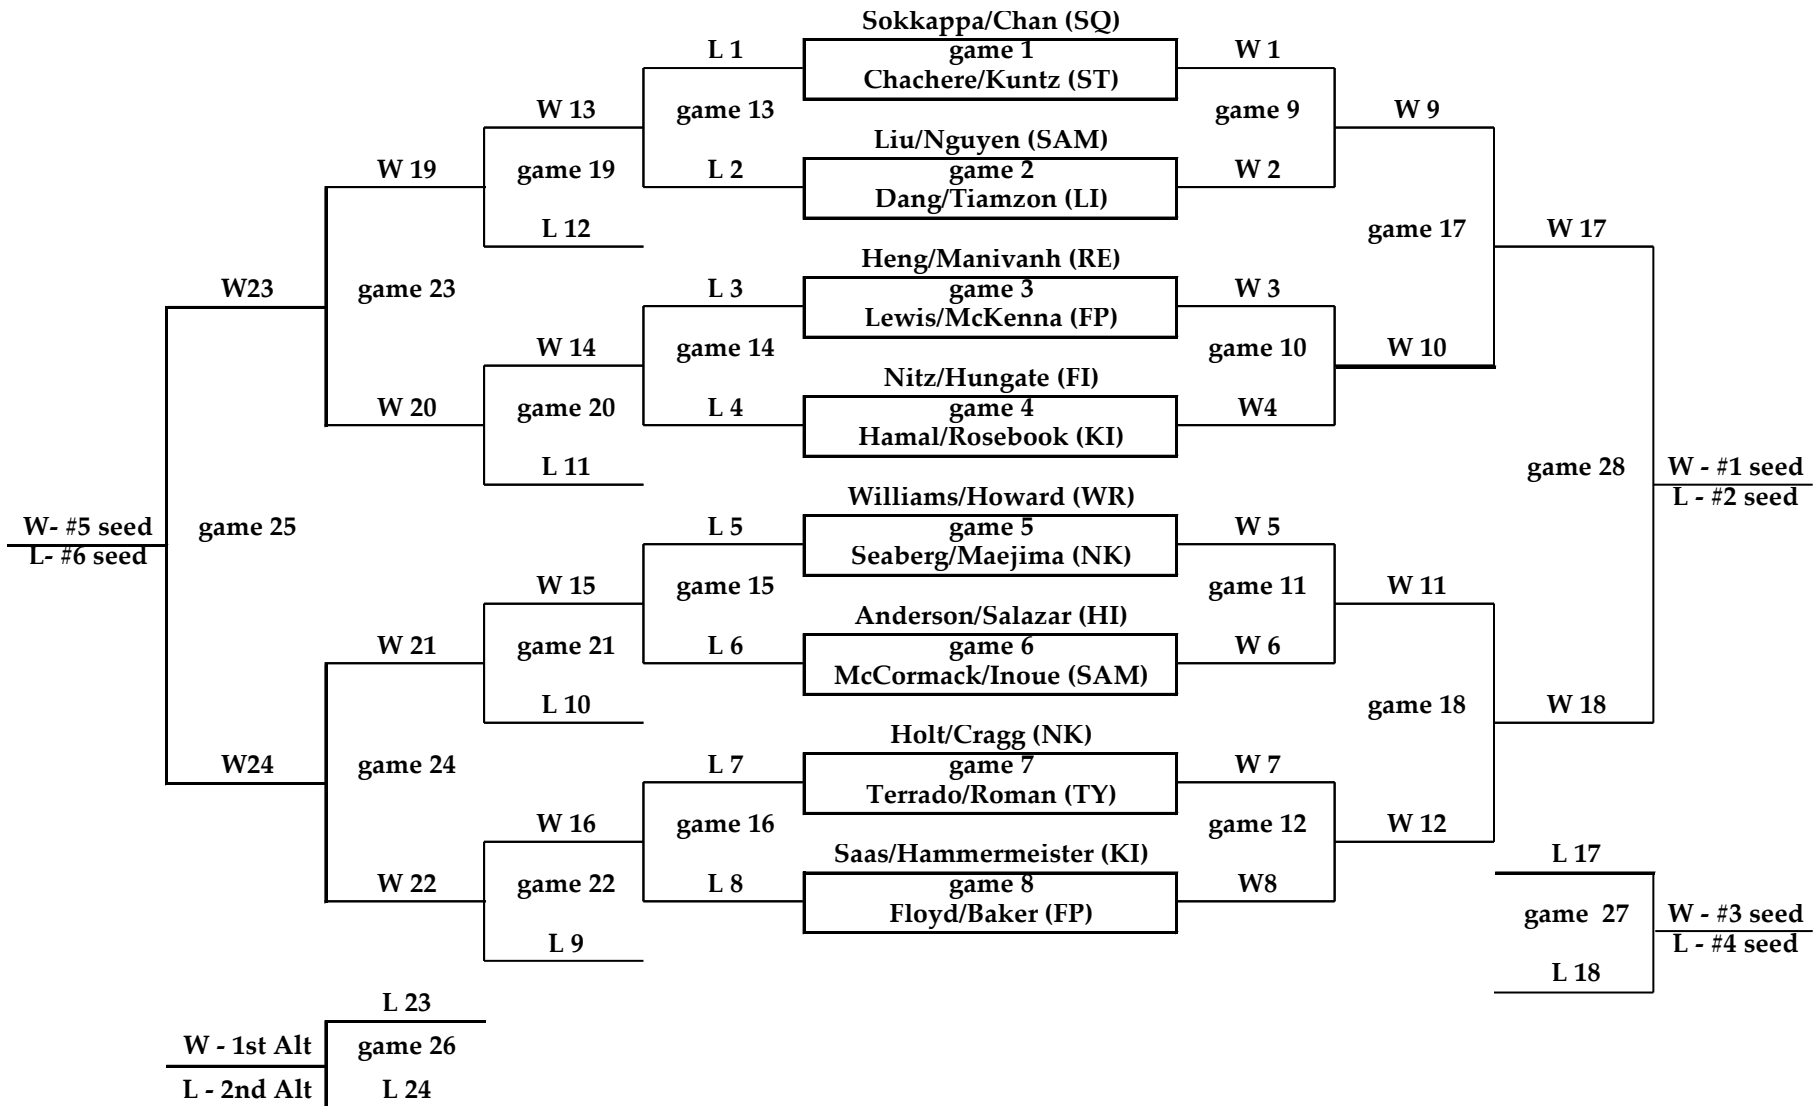 Sokkappa/Chan (SQ)
L 1
game 1
W 1
Chachere/Kuntz (ST)
W 13
game 13
game 9
W 9
Liu/Nguyen (SAM)
W 19
game 19
L 2
game 2
W 2
Dang/Tiamzon (LI)
L 12
game 17
W 17
Heng/Manivanh (RE)
W23
game 23
L 3
game 3
W 3
Lewis/McKenna (FP)
W 14
game 14
game 10
W 10
Nitz/Hungate (FI)
W 20
game 20
L 4
game 4
W4
Hamal/Rosebook (KI)
L 11
game 28
W - #1 seed
L - #2 seed
Williams/Howard (WR)
W- #5 seed
L- #6 seed
game 25
L 5
game 5
W 5
Seaberg/Maejima (NK)
W 15
game 15
game 11
W 11
Anderson/Salazar (HI)
W 21
game 21
L 6
game 6
W 6
McCormack/Inoue (SAM)
L 10
game 18
W 18
Holt/Cragg (NK)
W24
game 24
L 7
game 7
W 7
Terrado/Roman (TY)
W 16
game 16
game 12
W 12
Saas/Hammermeister (KI)
L 17
W 22
game 22
L 8
game 8
W8
Floyd/Baker (FP)
game 27
W - #3 seed
L - #4 seed
L 9
L 18
L 23
W - 1st Alt
game 26
L - 2nd Alt
L 24